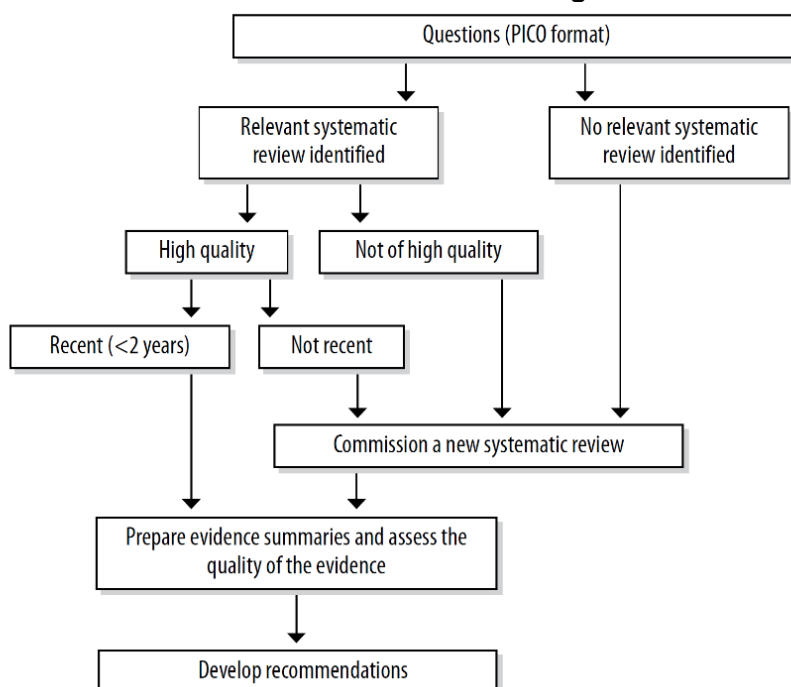 Questions (PICO format)
Relevant systematic
review identified
No relevant systematic
review identified
High quality
Not of high quality
Recent (<2 years)
Not recent
Commission a new systematic review
Prepare evidence summaries and assess the
quality of the evidence
Develop recommendations